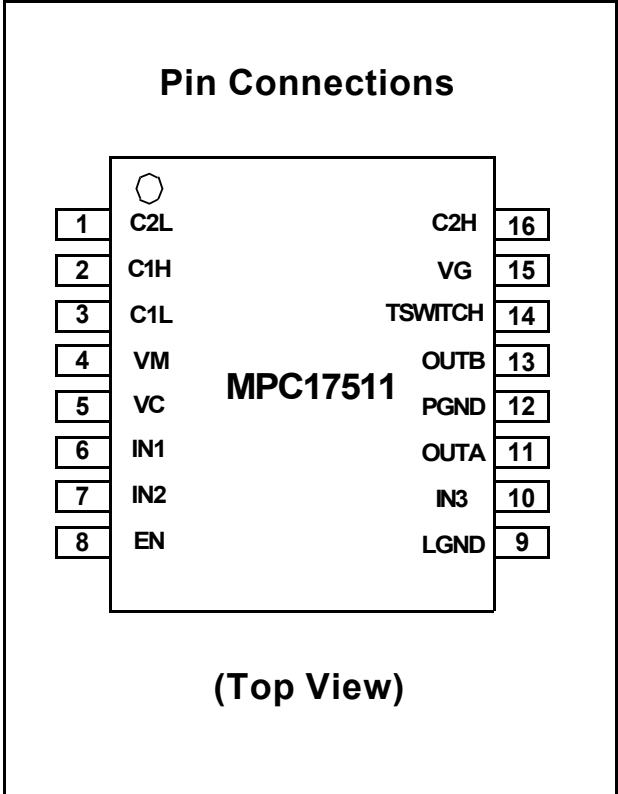 Pin Connections
1 C2L C2H 16
2 C1H VG 15
3 C1L TSWITCH 14
4 VM OUTB 13
MPC17511
5 VC PGND 12
6 IN1 OUTA 11
7 IN2 IN3 10
8 EN LGND 9
(Top View)